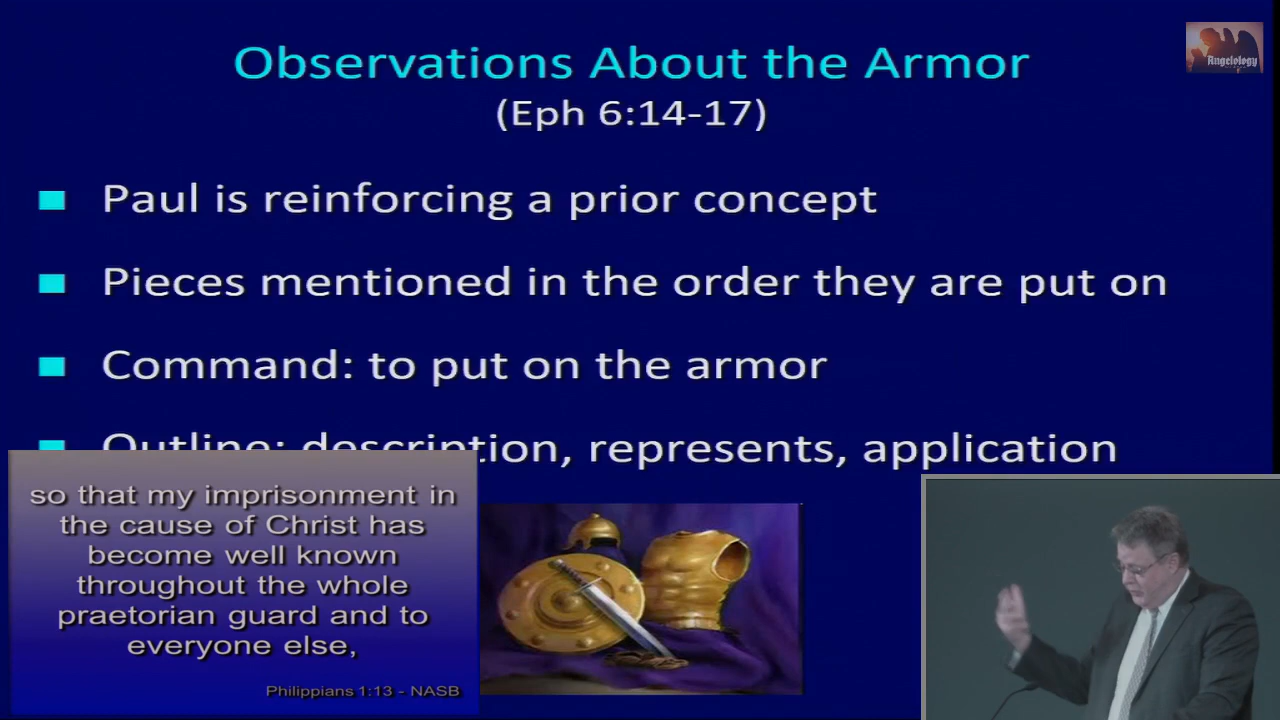 Observations About the Armor
(Eph 6:14-17)
Angelology
Paul is reinforcing a prior concept
Pieces mentioned in the order they are put on
Command: to put on the armor
Outline: description, represents, application
so that my imprisonment in
the cause of Christ has
become well known
throughout the whole
praetorian guard and to
everyone else,
Philippians 1:13 - NASB